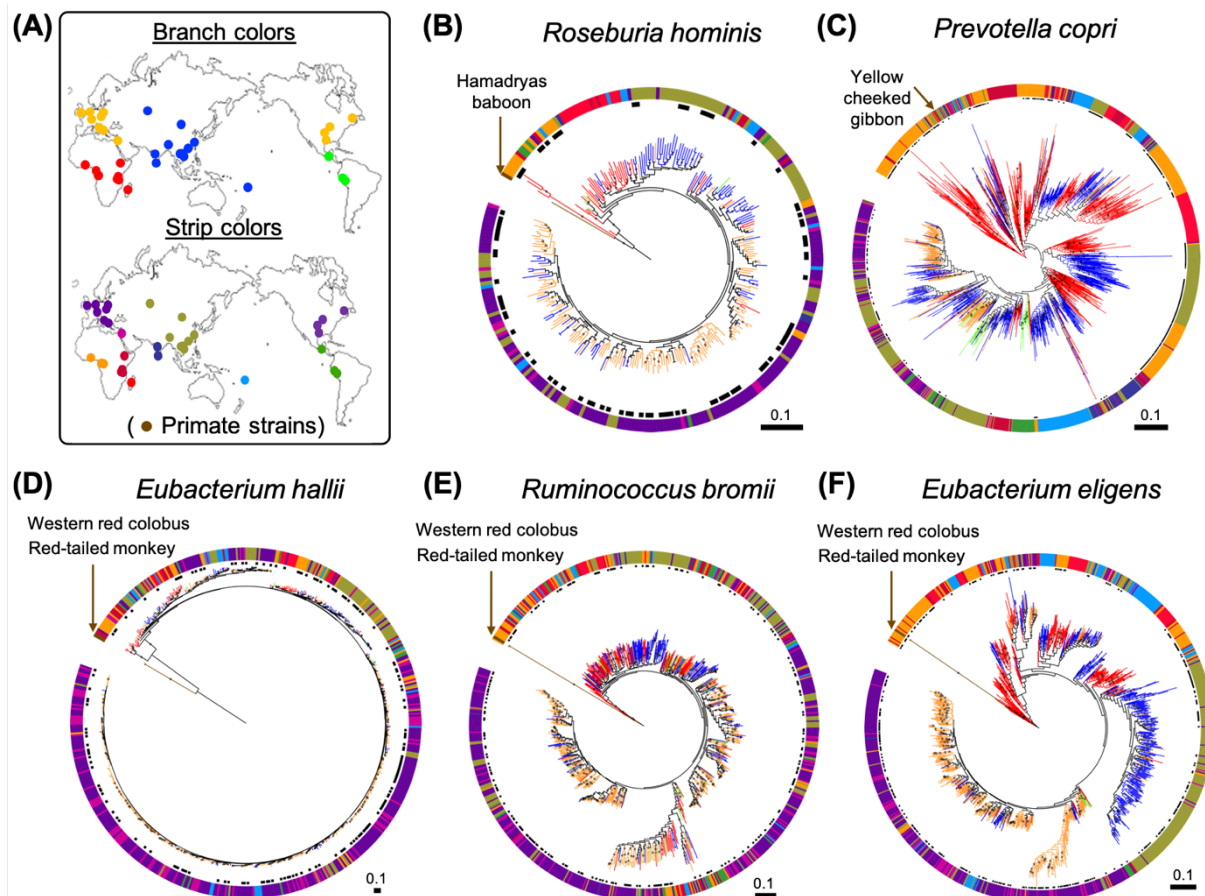 (A)
Branch colors
Strip colors
( Primate strains)
(B) Roseburia hominis
Hamadryas
baboon
0.1
(C) Prevotella copri
Yellow
cheeked
gibbon
0.1
(D) Eubacterium hallii
Western red colobus
Red-tailed monkey
0.1
(E) Ruminococcus bromii
Western red colobus
Red-tailed monkey
0.1
(F) Eubacterium eligens
Western red colobus
Red-tailed monkey
0.1